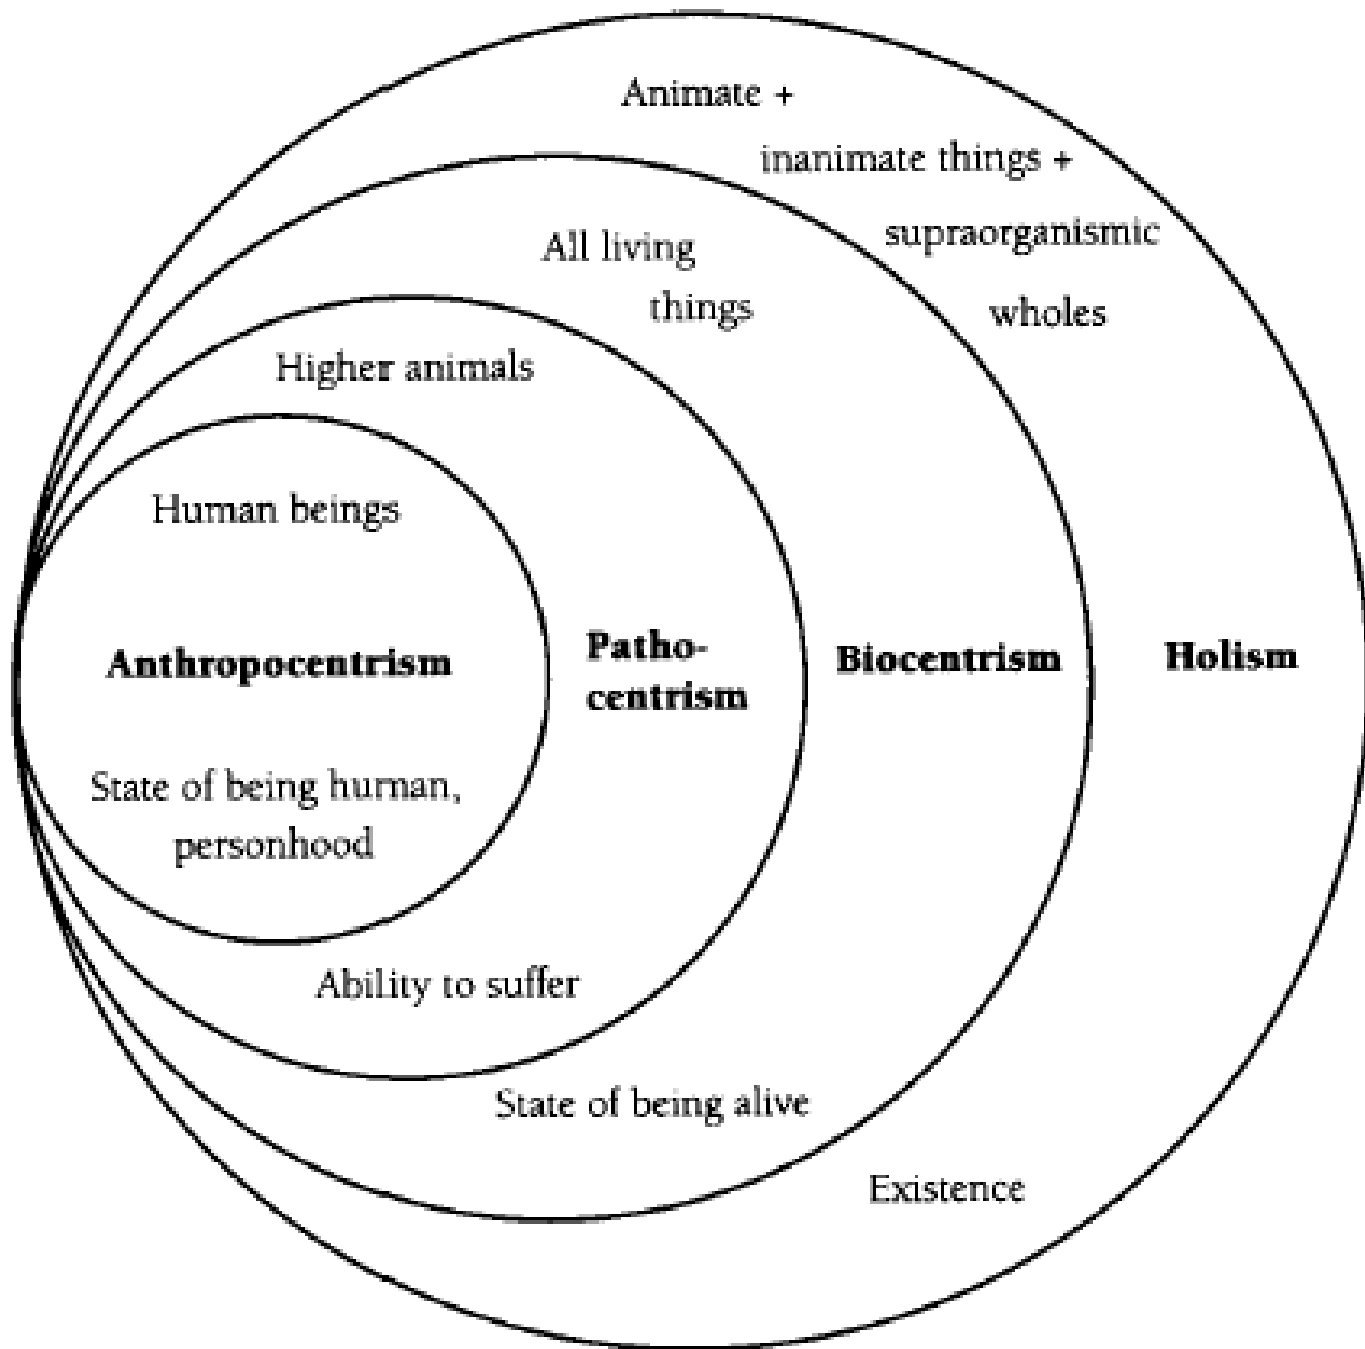 Animate +
inanimate things +
supraorganismic
wholes
All living
things
Higher animals
Human beings
Anthropocentrism
Patho-
centrism
Biocentrism
Holism
State of being human,
personhood
Ability to suffer
State of being alive
Existence